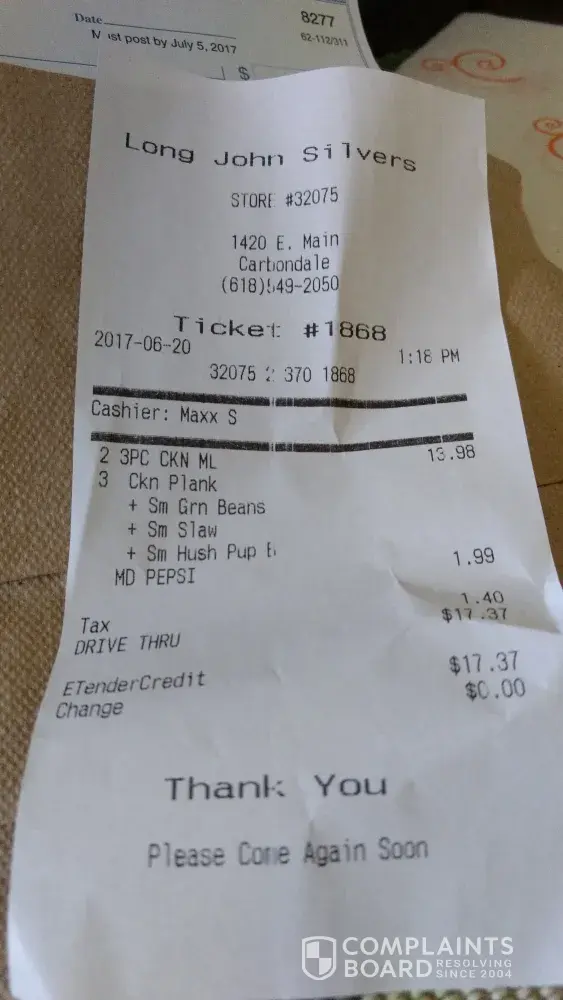 Date
8277
Must post by July 5, 2017
62-112/311
$
Long John Silvers
STORE #32075
1420 E. Main
Carbondale
(618)549-2050
Ticket #1868
2017-06-20
1:18 PM
32075 2 370 1868
Cashier: Maxx S
2 3PC CKN ML 13.98
3 Ckn Plank
+ Sm Grn Beans
+ Sm Slaw
+ Sm Hush Pup
1.99
MD PEPSI
1.40
Tax
$17.37
DRIVE THRU
$17.37
ETenderCredit
$0.00
Change
Thank You
Please Come Again Soon
COMPLAINTS
BOARD RESOLVING SINCE 2004